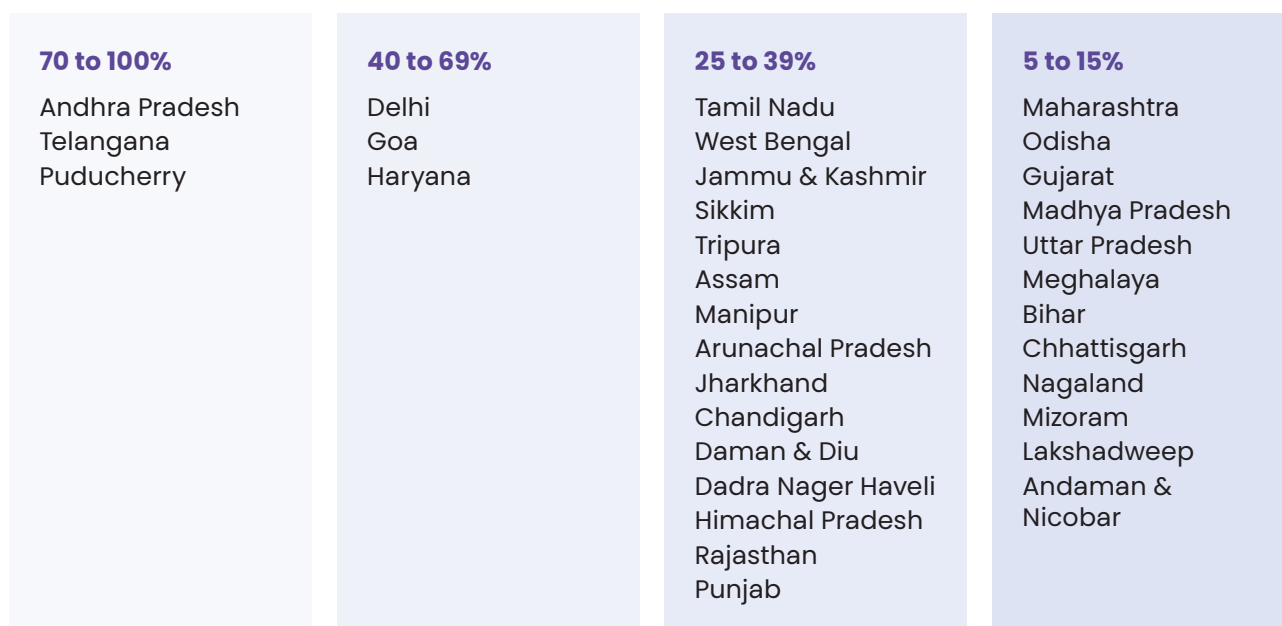 70 to 100%
Andhra Pradesh
Telangana
Puducherry
40 to 69%
Delhi
Goa
Haryana
25 to 39%
Tamil Nadu
West Bengal
Jammu & Kashmir
Sikkim
Tripura
Assam
Manipur
Arunachal Pradesh
Jharkhand
Chandigarh
Daman & Diu
Dadra Nager Haveli
Himachal Pradesh
Rajasthan
Punjab
5 to 15%
Maharashtra
Odisha
Gujarat
Madhya Pradesh
Uttar Pradesh
Meghalaya
Bihar
Chhattisgarh
Nagaland
Mizoram
Lakshadweep
Andaman &
Nicobar